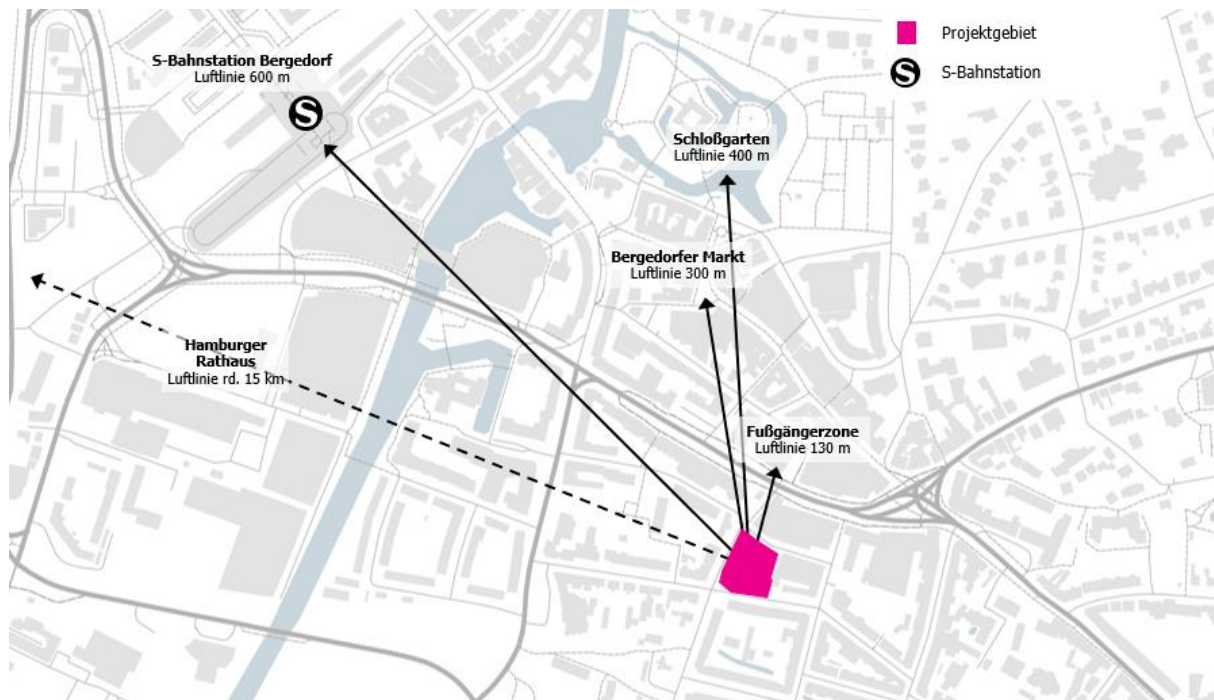 Projektgebiet
S-Bahnstation Bergedorf
Luftlinie 600 m
S
S
S-Bahnstation
Schloßgarten
Luftlinie 400 m
Bergedorfer Markt
Luftlinie 300 m
Hamburger
Rathaus
Luftlinie rd. 15 km
Fußgängerzone
Luftlinie 130 m